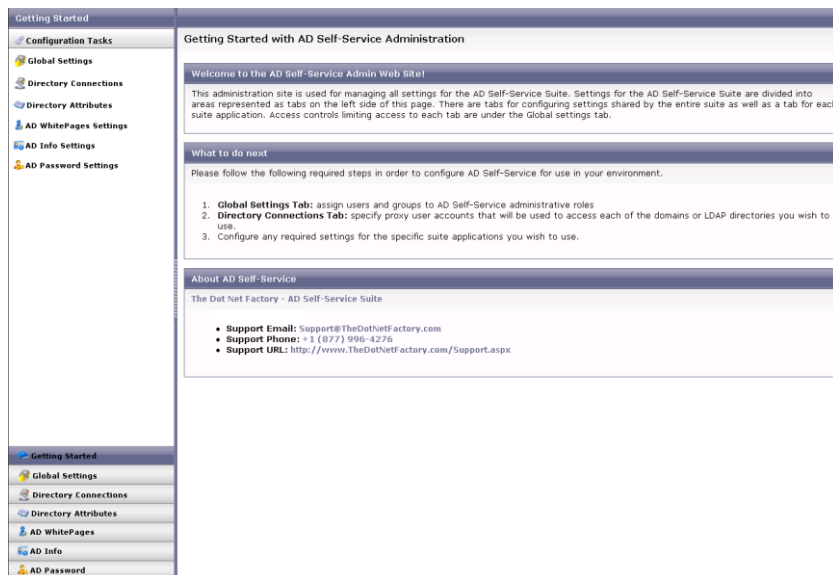 Getting Started
Configuration Tasks
Global Settings
Directory Connections
Directory Attributes
AD WhitePages Settings
AD Info Settings
AD Password Settings
Getting Started with AD Self-Service Administration
Welcome to the AD Self-Service Admin Web Site!
This administration site is used for managing all settings for the AD Self-Service Suite. Settings for the AD Self-Service Suite are divided into
areas represented as tabs on the left side of this page. There are tabs for configuring settings shared by the entire suite as well as a tab for each
suite application. Access controls limiting access to each tab are under the Global settings tab.
What to do next
Please follow the following required steps in order to configure AD Self-Service for use in your environment.
1. Global Settings Tab: assign users and groups to AD Self-Service administrative roles
2. Directory Connections Tab: specify proxy user accounts that will be used to access each of the domains or LDAP directories you wish to
use.
3. Configure any required settings for the specific suite applications you wish to use.
About AD Self-Service
The Dot Net Factory - AD Self-Service Suite
• Support Email: Support@TheDotNetFactory.com
• Support Phone: +1 (877) 996-4276
• Support URL: http://www.TheDotNetFactory.com/Support.aspx
Getting Started
Global Settings
Directory Connections
Directory Attributes
AD WhitePages
AD Info
AD Password